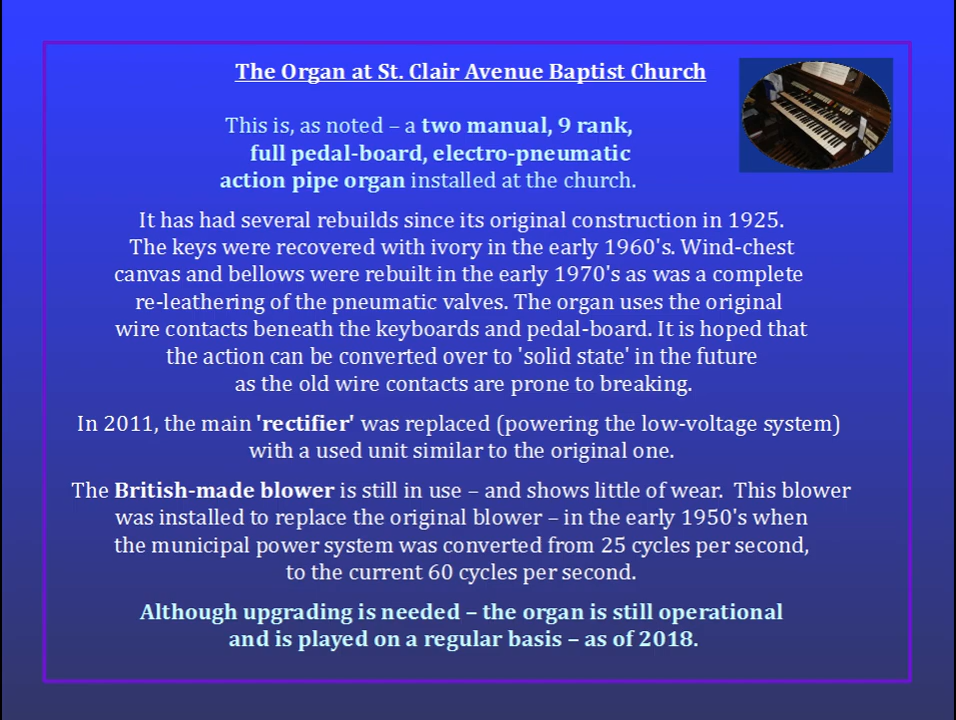 The Organ at St. Clair Avenue Baptist Church
This is, as noted – a two manual, 9 rank,
full pedal-board, electro-pneumatic
action pipe organ installed at the church.
It has had several rebuilds since its original construction in 1925.
The keys were recovered with ivory in the early 1960's. Wind-chest
canvas and bellows were rebuilt in the early 1970's as was a complete
re-leathering of the pneumatic valves. The organ uses the original
wire contacts beneath the keyboards and pedal-board. It is hoped that
the action can be converted over to 'solid state' in the future
as the old wire contacts are prone to breaking.
In 2011, the main 'rectifier' was replaced (powering the low-voltage system)
with a used unit similar to the original one.
The British-made blower is still in use – and shows little of wear. This blower
was installed to replace the original blower – in the early 1950's when
the municipal power system was converted from 25 cycles per second,
to the current 60 cycles per second.
Although upgrading is needed – the organ is still operational
and is played on a regular basis – as of 2018.